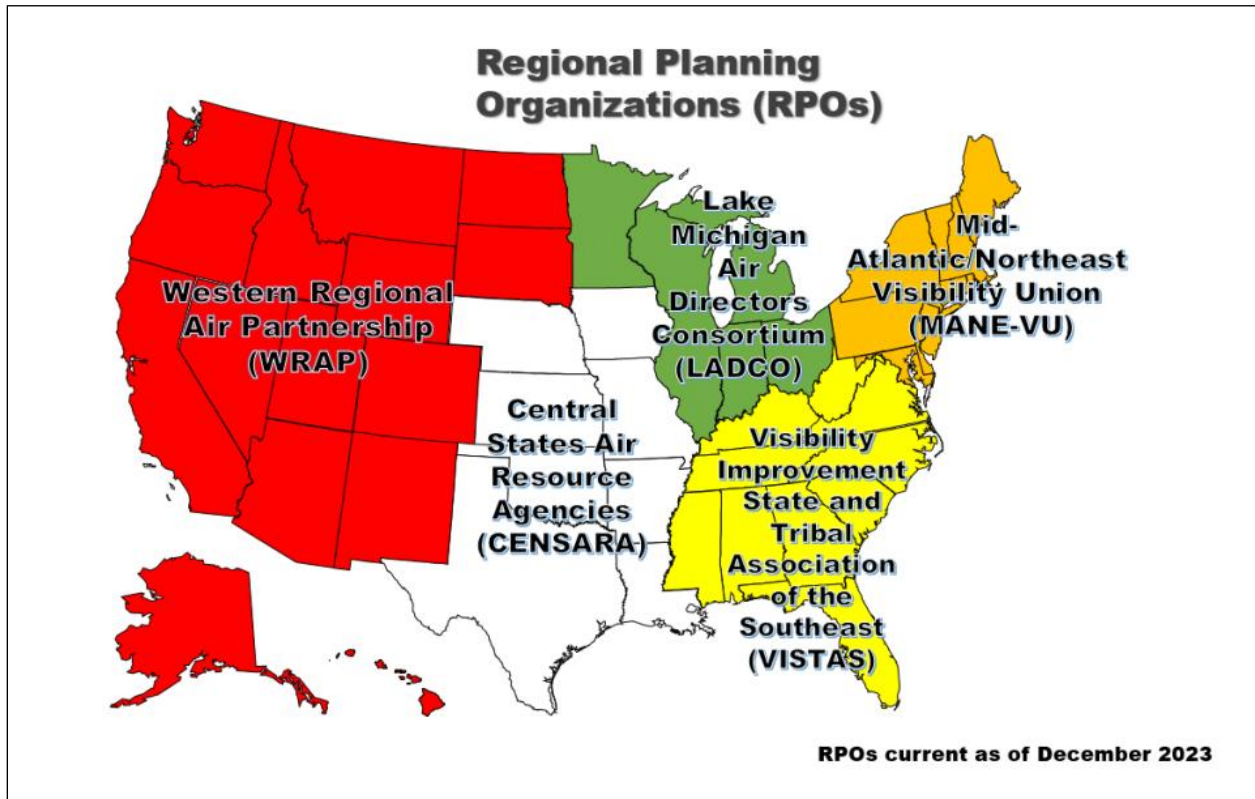 Regional Planning
Organizations (RPOs)
Western Regional
Air Partnership
(WRAP)
Central
States Air
Resource
Agencies
(CENSARA)
Lake
Michigan
Air
Directors
Consortium
(LADCO)
Mid-
Atlantic/Northeast
Visibility Union
(MANE-VU)
Visibility
Improvement
State and
Tribal
Association
of the
Southeast
(VISTAS)
RPOs current as of December 2023